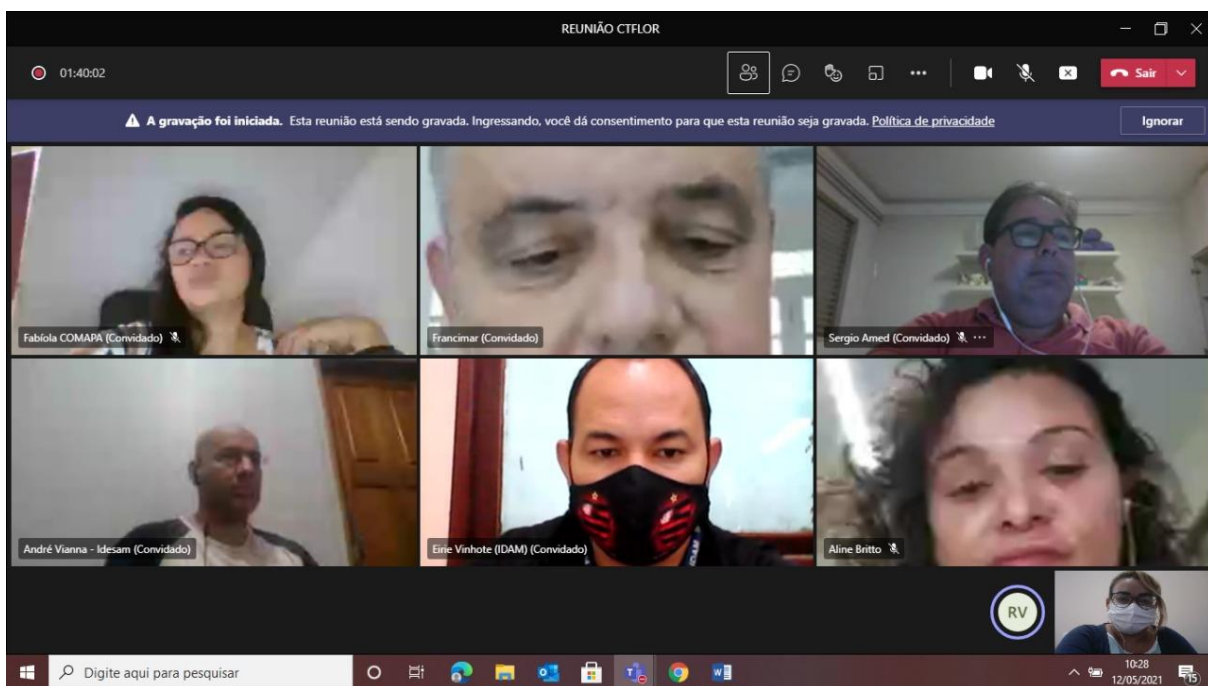 REUNIÃO CTFLOR
01:40:02
Sair
A gravação foi iniciada. Esta reunião está sendo gravada. Ingressando, você dá consentimento para que esta reunião seja gravada. Política de privacidade
Ignorar
Fabíola COMAPA (Convidado)
Francimar (Convidado)
Sergio Amed (Convidado)
André Vianna - Idesam (Convidado)
Eirie Vinhote (IDAM) (Convidado)
Aline Britto
RV
Digite aqui para pesquisar
10:28
12/05/2021
15